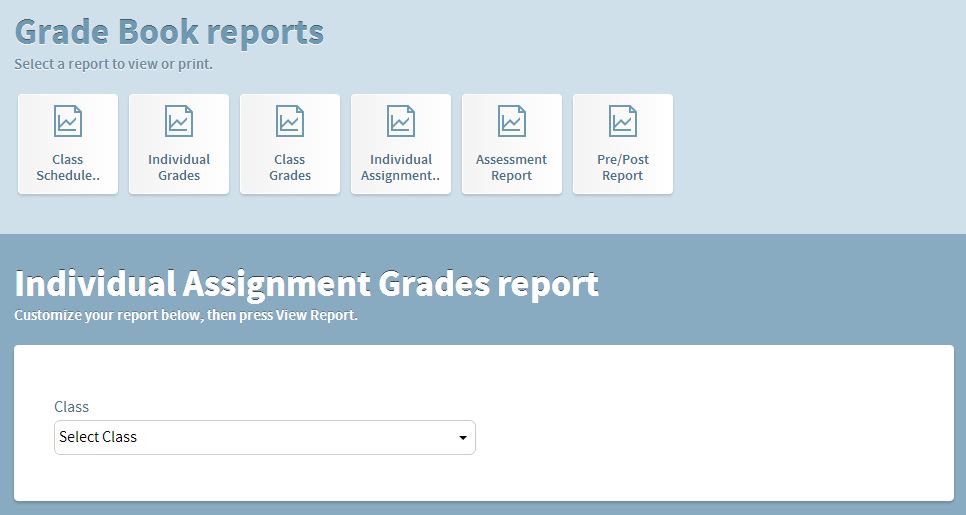 Grade Book reports
Select a report to view or print.
Class
Schedule..
Individual
Grades
Class
Grades
Individual
Assignment..
Assessment
Report
Pre/Post
Report
Individual Assignment Grades report
Customize your report below, then press View Report.
Class
Select Class